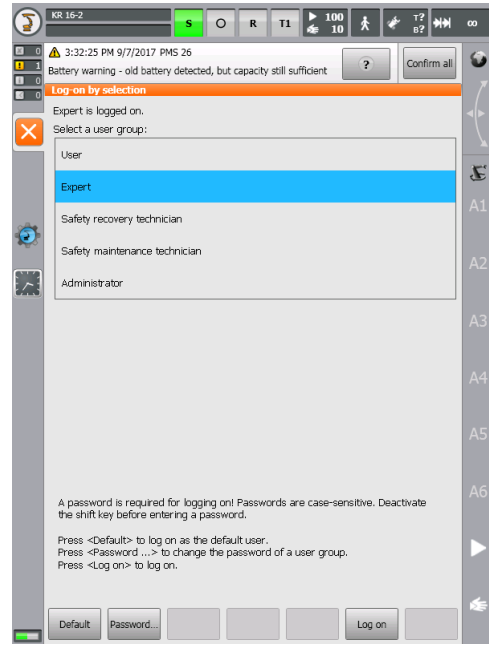 KR 16-2
S
O
R
T1
100
10
T?
B?
∞
0
1
0
0
3:32:25 PM 9/7/2017 PMS 26
Battery warning - old battery detected, but capacity still sufficient
?
Confirm all
Log-on by selection
Expert is logged on.
Select a user group:
User
Expert
Safety recovery technician
Safety maintenance technician
Administrator
A1
A2
A3
A4
A5
A6
A password is required for logging on! Passwords are case-sensitive. Deactivate
the shift key before entering a password.
Press <Default> to log on as the default user.
Press <Password ...> to change the password of a user group.
Press <Log on> to log on.
Default
Password...
Log on